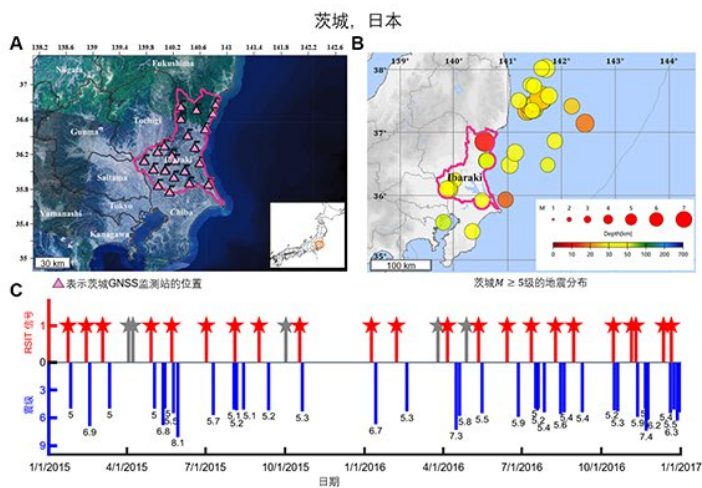 茨城，日本
A
139.2 138.6 139 139.4 139.8 140.2 140.6 141 141.4 141.8 142.2 142.6
37
36.6
36.2
35.8
35.4
35
Niigata
Fukushima
Tochigi
Gunma
Ibaraki
Saitama
Tokyo
Yamanashi
Chiba
Kanagawa
30 km
表示茨城GNSS监测站的位置
B
139° 140° 141° 142° 143° 144°
38°
37°
36°
35°
Ibaraki
M 1 2 3 4 5 6 7
Depth[km]
0 10 20 30 50 100 200 700
100 km
茨城M ≥ 5级的地震分布
C
RSIT 信号
震级
1
0
3
6
9
5 6.9 5 5 6.8 5.5 8.1 5.7 5.1 5.2 5.1 5.2 5.3 6.7 5.3 7.3 5.8 5.5 5.9 5 5.2 5.4 5.6 5.4 5.4 5.2 5.3 5.9 5 7.4 6.2 5.4 5.5 6.3
1/1/2015 4/1/2015 7/1/2015 10/1/2015 1/1/2016 4/1/2016 7/1/2016 10/1/2016 1/1/2017
日期